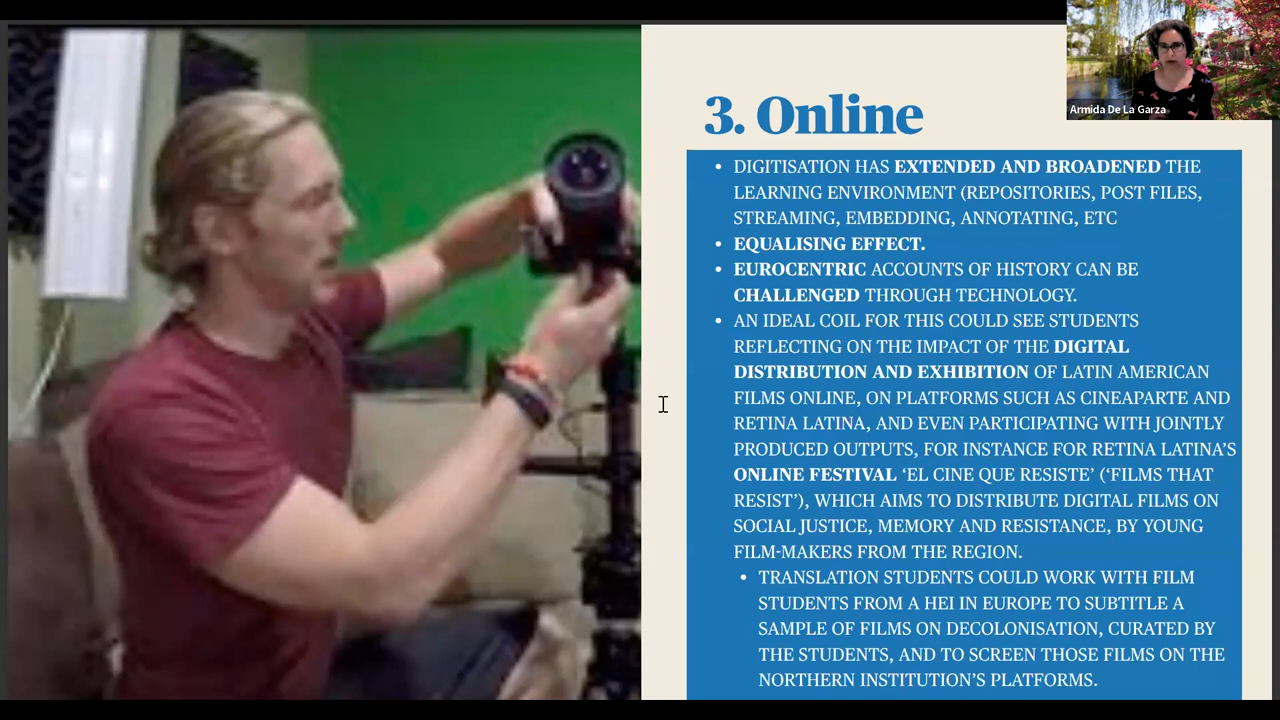 3. Online
Armida De La Garza
• DIGITISATION HAS EXTENDED AND BROADENED THE
LEARNING ENVIRONMENT (REPOSITORIES, POST FILES,
STREAMING, EMBEDDING, ANNOTATING, ETC
• EQUALISING EFFECT.
• EUROCENTRIC ACCOUNTS OF HISTORY CAN BE
CHALLENGED THROUGH TECHNOLOGY.
• AN IDEAL COIL FOR THIS COULD SEE STUDENTS
REFLECTING ON THE IMPACT OF THE DIGITAL
DISTRIBUTION AND EXHIBITION OF LATIN AMERICAN
FILMS ONLINE, ON PLATFORMS SUCH AS CINEAPARTE AND
RETINA LATINA, AND EVEN PARTICIPATING WITH JOINTLY
PRODUCED OUTPUTS, FOR INSTANCE FOR RETINA LATINA’S
ONLINE FESTIVAL ‘EL CINE QUE RESISTE’ (‘FILMS THAT
RESIST’), WHICH AIMS TO DISTRIBUTE DIGITAL FILMS ON
SOCIAL JUSTICE, MEMORY AND RESISTANCE, BY YOUNG
FILM-MAKERS FROM THE REGION.
• TRANSLATION STUDENTS COULD WORK WITH FILM
STUDENTS FROM A HEI IN EUROPE TO SUBTITLE A
SAMPLE OF FILMS ON DECOLONISATION, CURATED BY
THE STUDENTS, AND TO SCREEN THOSE FILMS ON THE
NORTHERN INSTITUTION’S PLATFORMS.